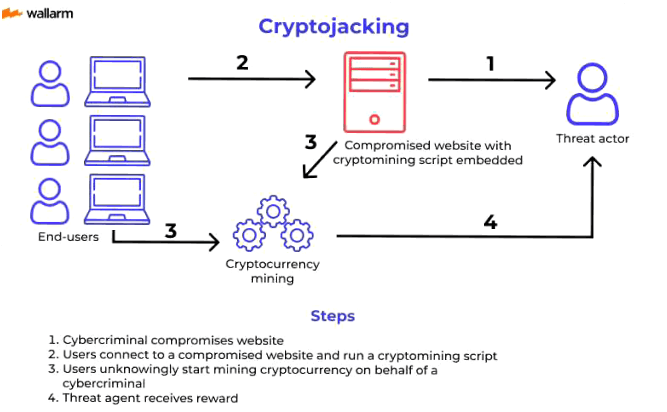 wallarm
Cryptojacking
2
1
3
Compromised website with
cryptomining script embedded
Threat actor
End-users
3
4
Cryptocurrency
mining
Steps
1. Cybercriminal compromises website
2. Users connect to a compromised website and run a cryptomining script
3. Users unknowingly start mining cryptocurrency on behalf of a
cybercriminal
4. Threat agent receives reward